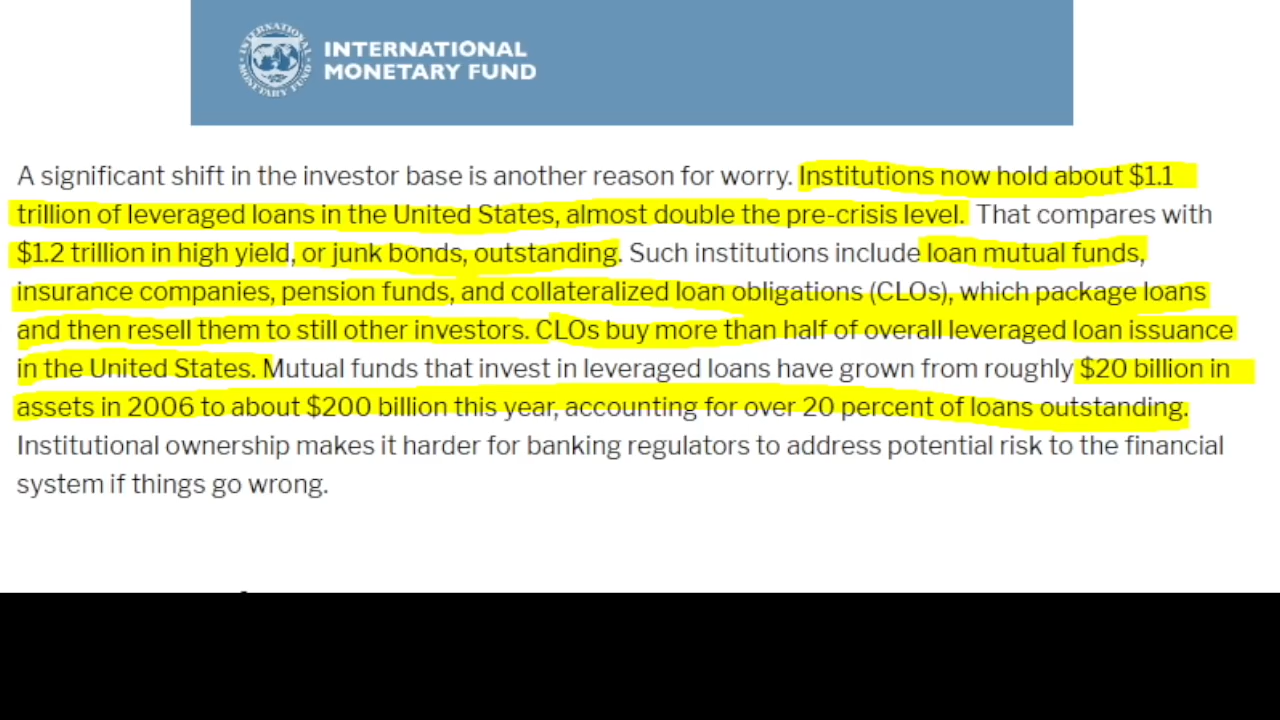 INTERNATIONAL
MONETARY FUND
A significant shift in the investor base is another reason for worry. Institutions now hold about $1.1
trillion of leveraged loans in the United States, almost double the pre-crisis level. That compares with
$1.2 trillion in high yield, or junk bonds, outstanding. Such institutions include loan mutual funds,
insurance companies, pension funds, and collateralized loan obligations (CLOs), which package loans
and then resell them to still other investors. CLOs buy more than half of overall leveraged loan issuance
in the United States. Mutual funds that invest in leveraged loans have grown from roughly $20 billion in
assets in 2006 to about $200 billion this year, accounting for over 20 percent of loans outstanding.
Institutional ownership makes it harder for banking regulators to address potential risk to the financial
system if things go wrong.